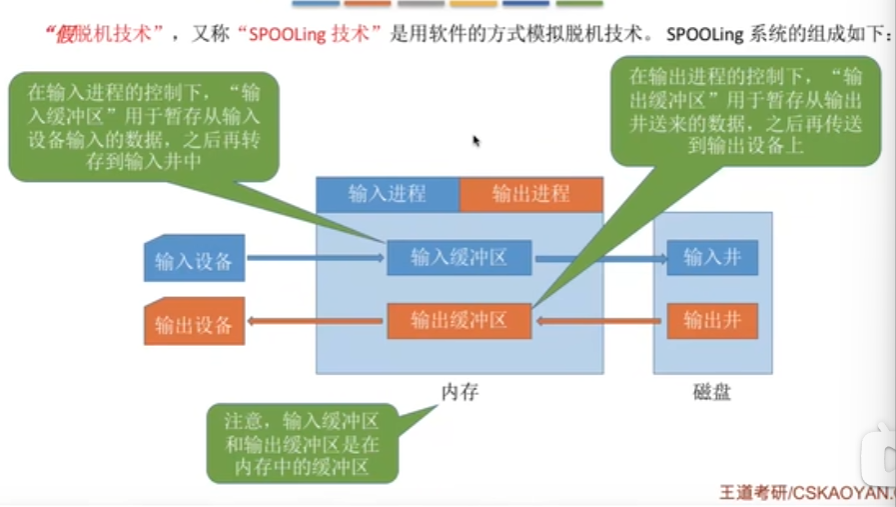 “假脱机技术”，又称“SPOOLing 技术”是用软件的方式模拟脱机技术。 SPOOLing 系统的组成如下：
在输入进程的控制下，“输
入缓冲区”用于暂存从输入
设备输入的数据，之后再转
存到输入井中
在输出进程的控制下，“输
出缓冲区”用于暂存从输出
井送来的数据，之后再传送
到输出设备上
输入进程
输出进程
输入设备
输入缓冲区
输入井
输出设备
输出缓冲区
输出井
内存
磁盘
注意，输入缓冲区
和输出缓冲区是在
内存中的缓冲区
王道考研/CSKAOYAN.